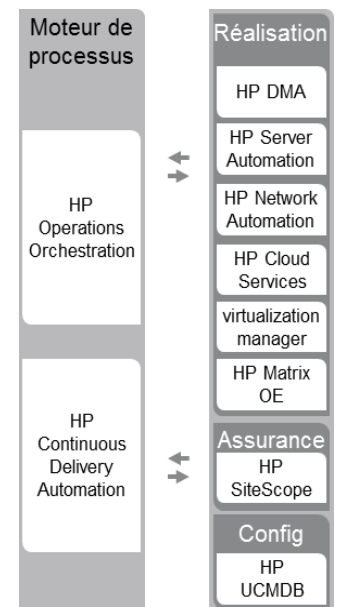 Moteur de
processus
HP
Operations
Orchestration
HP
Continuous
Delivery
Automation
Réalisation
HP DMA
HP Server
Automation
HP Network
Automation
HP Cloud
Services
virtualization
manager
HP Matrix
OE
Assurance
HP
SiteScope
Config
HP
UCMDB